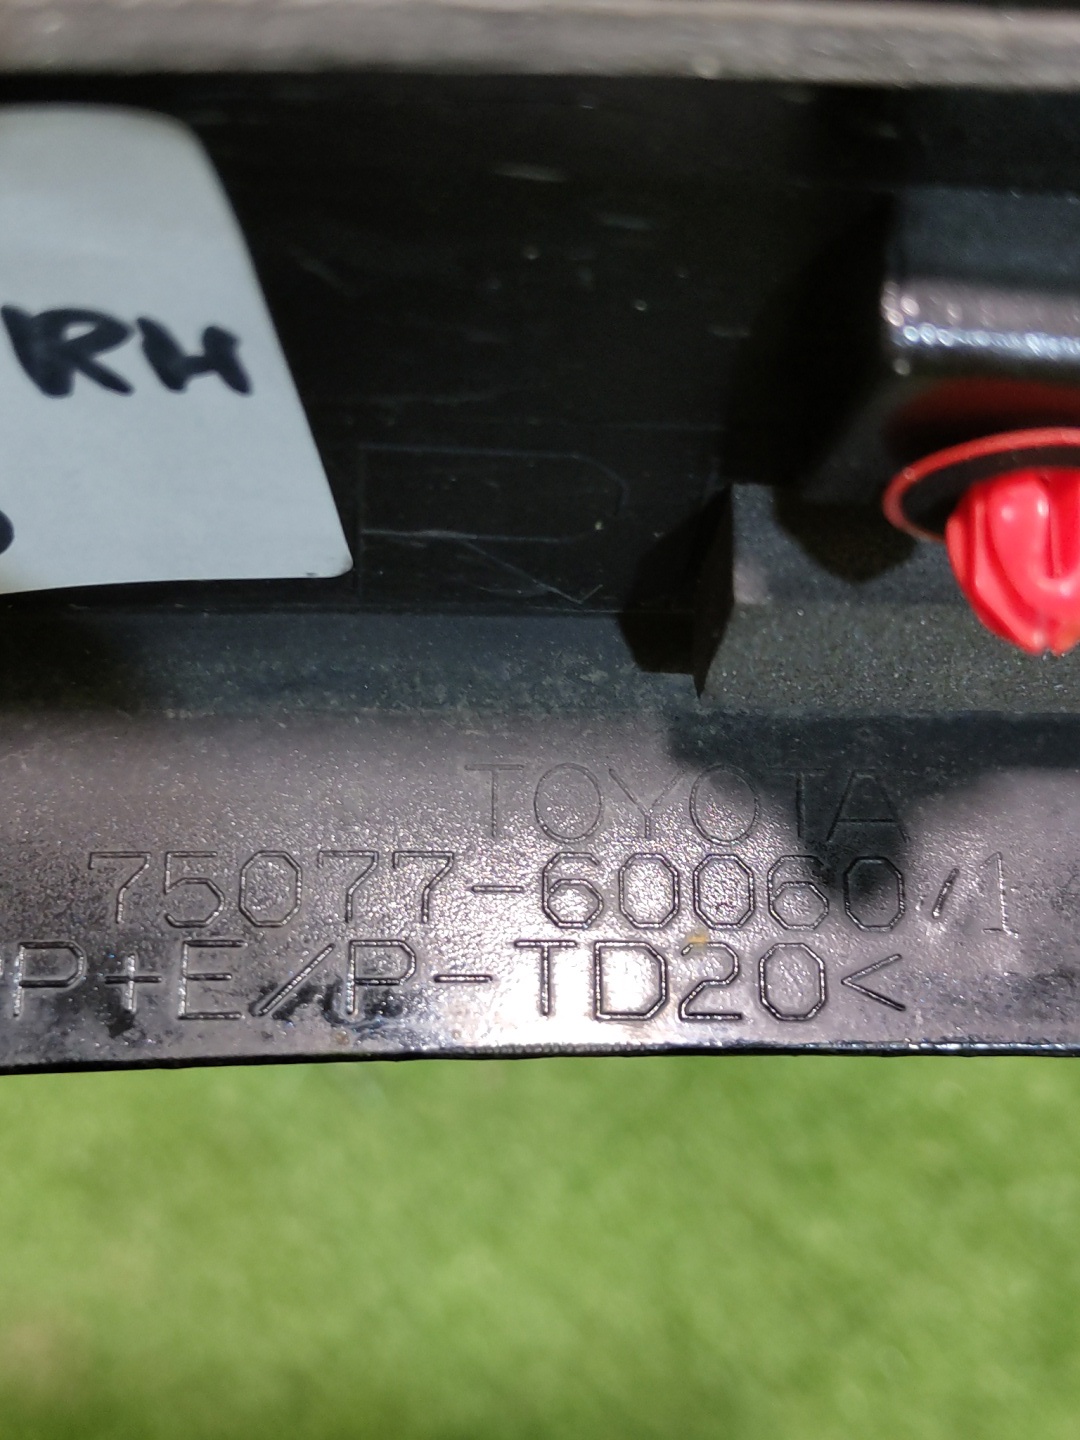 RH
R
TOYOTA
75077-60060/1
P+E/P-TD20<